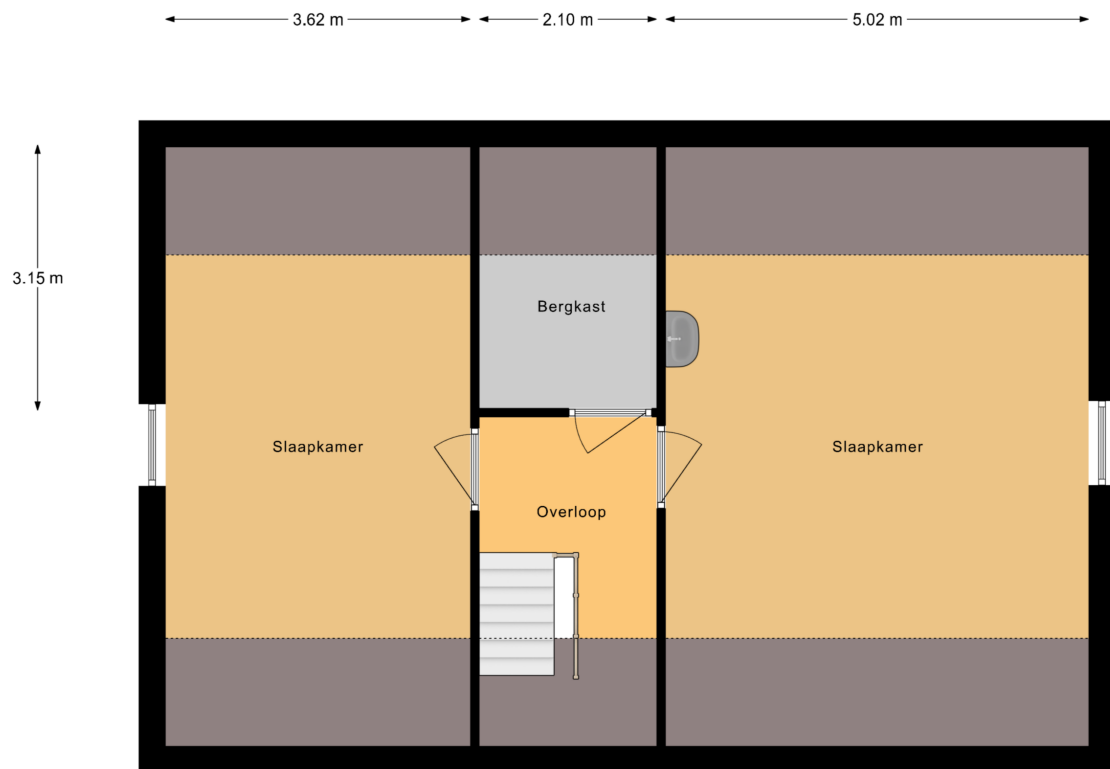 3.62 m
2.10 m
5.02 m
3.15 m
Bergkast
Slaapkamer
Slaapkamer
Overloop